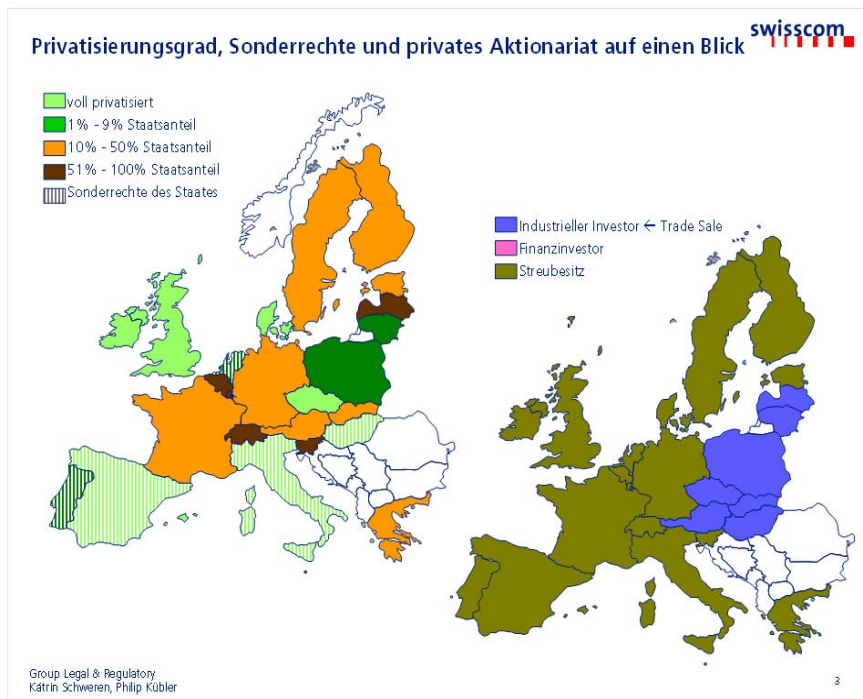 Privatisierungsgrad, Sonderrechte und privates Aktionariat auf einen Blick
swisscom
voll privatisiert
1% - 9% Staatsanteil
10% - 50% Staatsanteil
51% - 100% Staatsanteil
Sonderrechte des Staates
Industrieller Investor ← Trade Sale
Finanzinvestor
Streubesitz
Group Legal & Regulatory
Kátrin Schweren, Philip Kübler
3